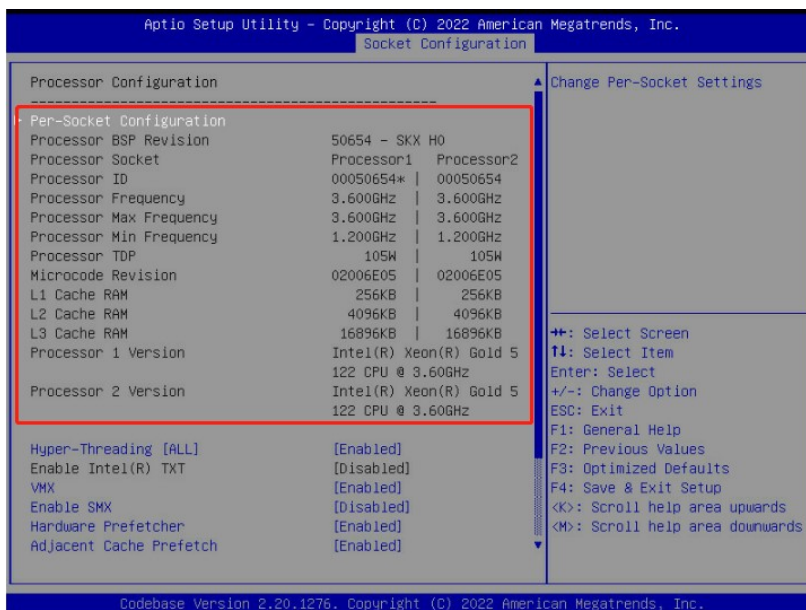 Aptio Setup Utility – Copyright (C) 2022 American Megatrends, Inc.
Socket Configuration
Processor Configuration
--------------------------------------------------
Per-Socket Configuration
Processor BSP Revision 50654 - SKX H0
Processor Socket Processor1 Processor2
Processor ID 00050654* | 00050654
Processor Frequency 3.600GHz | 3.600GHz
Processor Max Frequency 3.600GHz | 3.600GHz
Processor Min Frequency 1.200GHz | 1.200GHz
Processor TDP 105W | 105W
Microcode Revision 02006E05 | 02006E05
L1 Cache RAM 256KB | 256KB
L2 Cache RAM 4096KB | 4096KB
L3 Cache RAM 16896KB | 16896KB
Processor 1 Version Intel(R) Xeon(R) Gold 5
122 CPU @ 3.60GHz
Processor 2 Version Intel(R) Xeon(R) Gold 5
122 CPU @ 3.60GHz
Hyper-Threading [ALL] [Enabled]
Enable Intel(R) TXT [Disabled]
VMX [Enabled]
Enable SMX [Disabled]
Hardware Prefetcher [Enabled]
Adjacent Cache Prefetch [Enabled]
Change Per-Socket Settings
→←: Select Screen
↑↓: Select Item
Enter: Select
+/-: Change Option
ESC: Exit
F1: General Help
F2: Previous Values
F3: Optimized Defaults
F4: Save & Exit Setup
<K>: Scroll help area upwards
<M>: Scroll help area downwards
Codebase Version 2.20.1276. Copyright (C) 2022 American Megatrends, Inc.